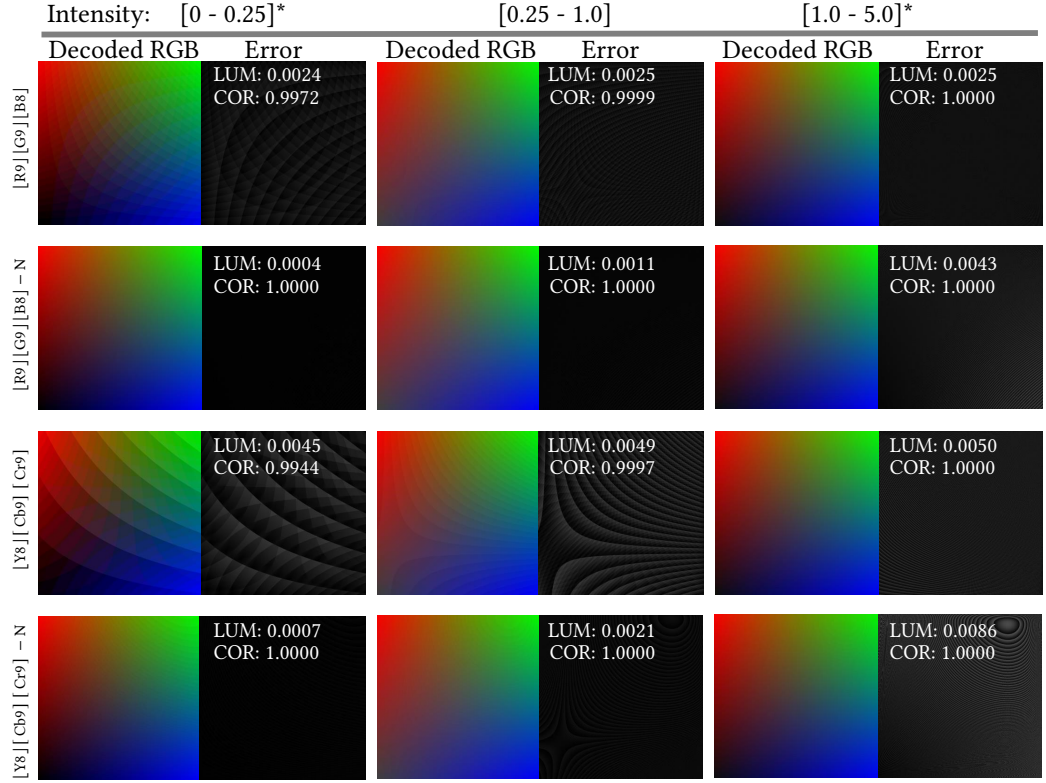 Intensity: [0 - 0.25]* [0.25 - 1.0] [1.0 - 5.0]*
Decoded RGB Error Decoded RGB Error Decoded RGB Error
⌊R9⌋⌊G9⌋⌊B8⌋
LUM: 0.0024 LUM: 0.0025 LUM: 0.0025
COR: 0.9972 COR: 0.9999 COR: 1.0000
⌊R9⌋⌊G9⌋⌊B8⌋ – N
LUM: 0.0004 LUM: 0.0011 LUM: 0.0043
COR: 1.0000 COR: 1.0000 COR: 1.0000
⌊Y8⌋⌈Cb9⌋⌈Cr9⌋
LUM: 0.0045 LUM: 0.0049 LUM: 0.0050
COR: 0.9944 COR: 0.9997 COR: 1.0000
⌊Y8⌋⌈Cb9⌋⌈Cr9⌋ – N
LUM: 0.0007 LUM: 0.0021 LUM: 0.0086
COR: 1.0000 COR: 1.0000 COR: 1.0000